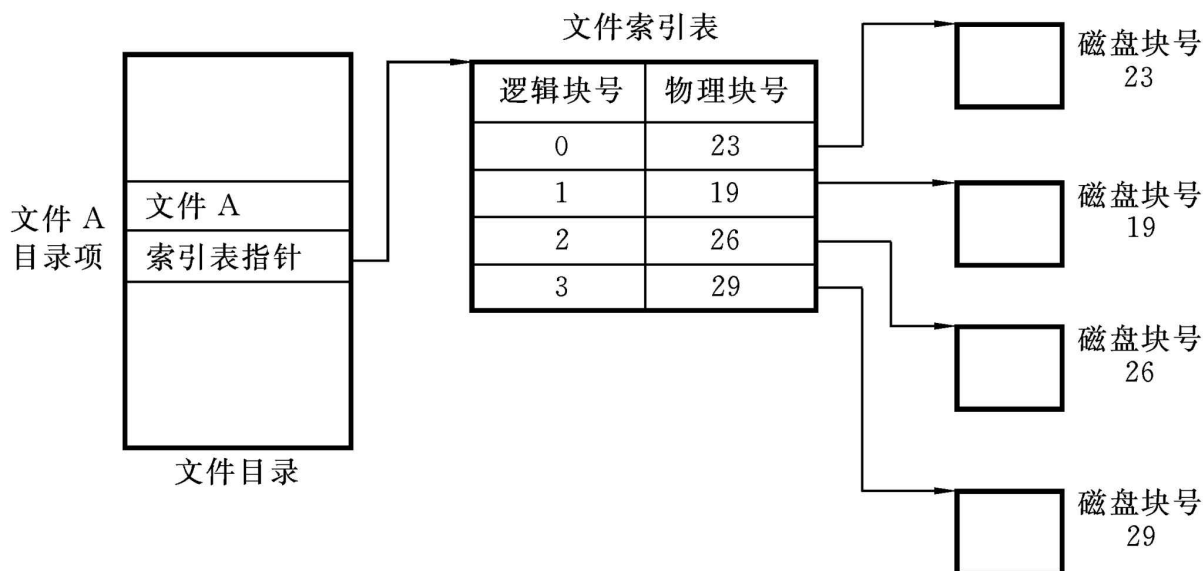 文件索引表
逻辑块号 物理块号
0 23
1 19
2 26
3 29
文件 A
目录项
文件 A
索引表指针
文件目录
磁盘块号
23
磁盘块号
19
磁盘块号
26
磁盘块号
29